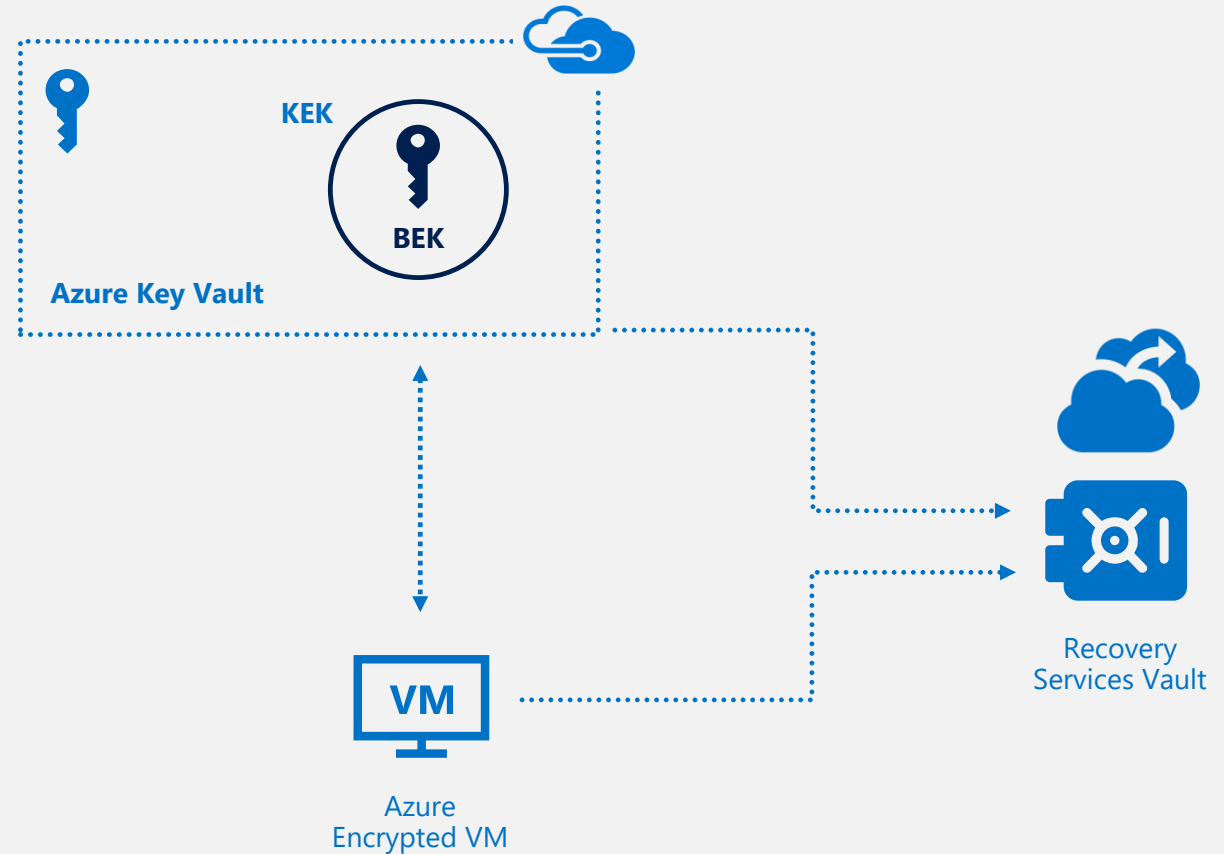 KEK
BEK
Azure Key Vault
VM
Azure
Encrypted VM
Recovery
Services Vault